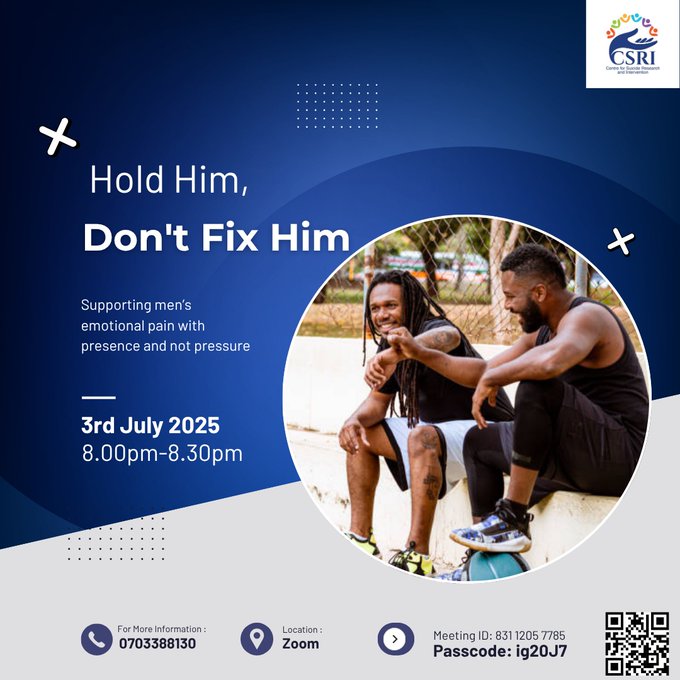 CSRI
Centre for Suicide Research
and Intervention
Hold Him,
Don't Fix Him
Supporting men's
emotional pain with
presence and not pressure
3rd July 2025
8.00pm-8.30pm
For More Information :
0703388130
Location :
Zoom
Meeting ID: 831 1205 7785
Passcode: ig20J7